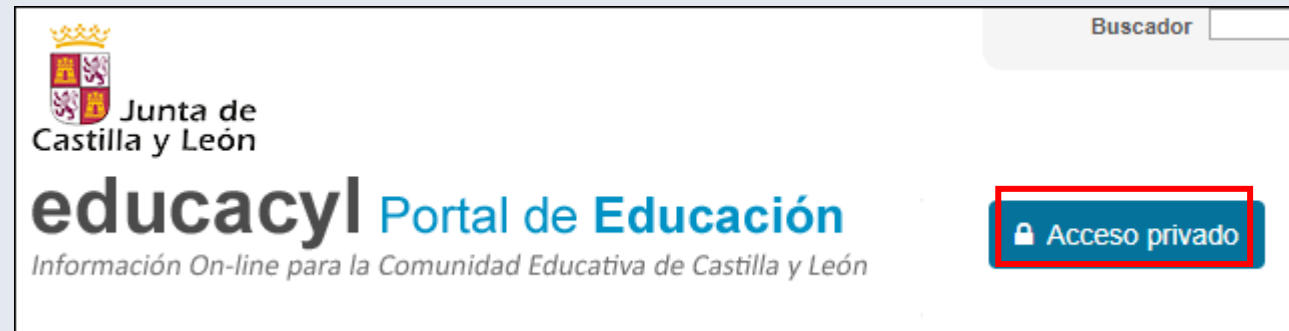 Buscador
Junta de
Castilla y León
educacyl Portal de Educación
Acceso privado
Información On-line para la Comunidad Educativa de Castilla y León